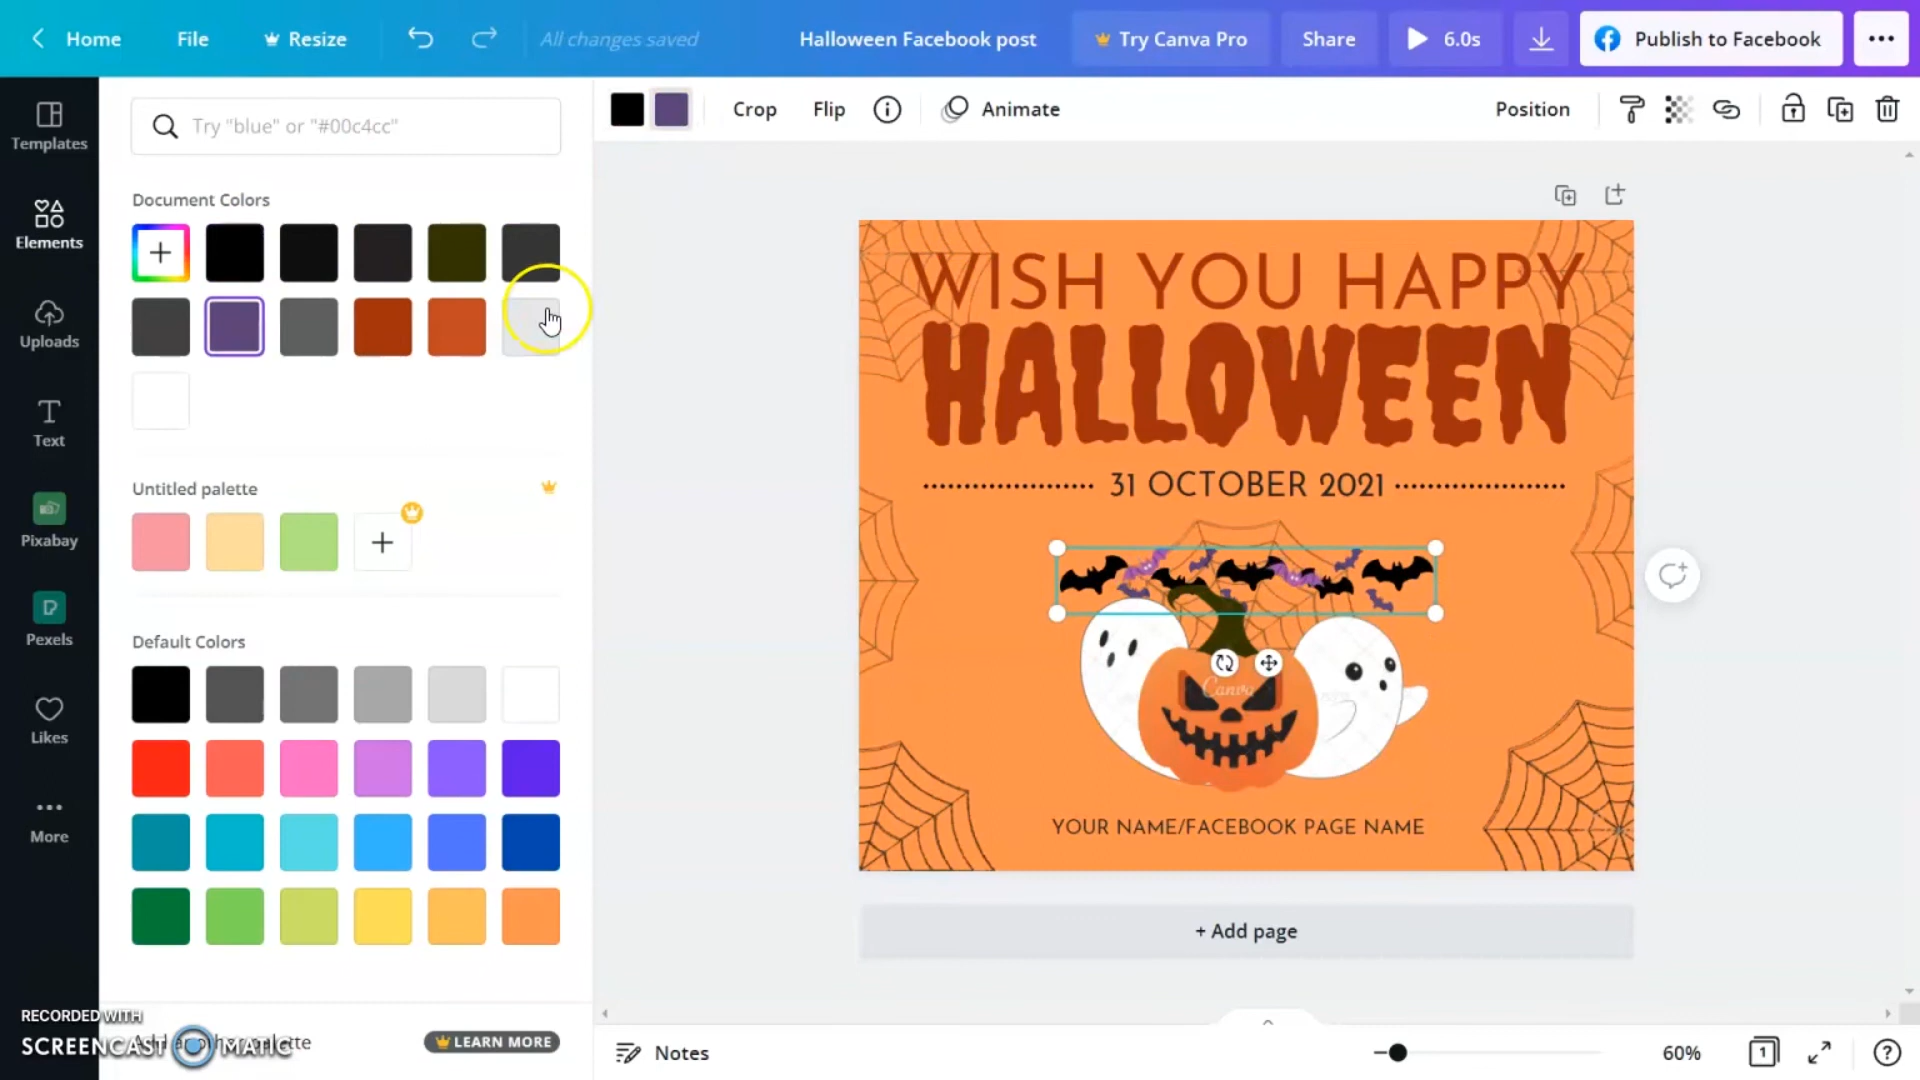 Home File Resize All changes saved Halloween Facebook post Try Canva Pro Share 6.0s Publish to Facebook
Try "blue" or "#00c4cc"
Crop Flip Animate Position
Templates
Elements
Uploads
Text
Pixabay
Pexels
Likes
More
Document Colors
Untitled palette
Default Colors
LEARN MORE
RECORDED WITH
SCREENCAST MATIC
WISH YOU HAPPY
HALLOWEEN
31 OCTOBER 2021
Canva
YOUR NAME/FACEBOOK PAGE NAME
+ Add page
Notes
60%
1